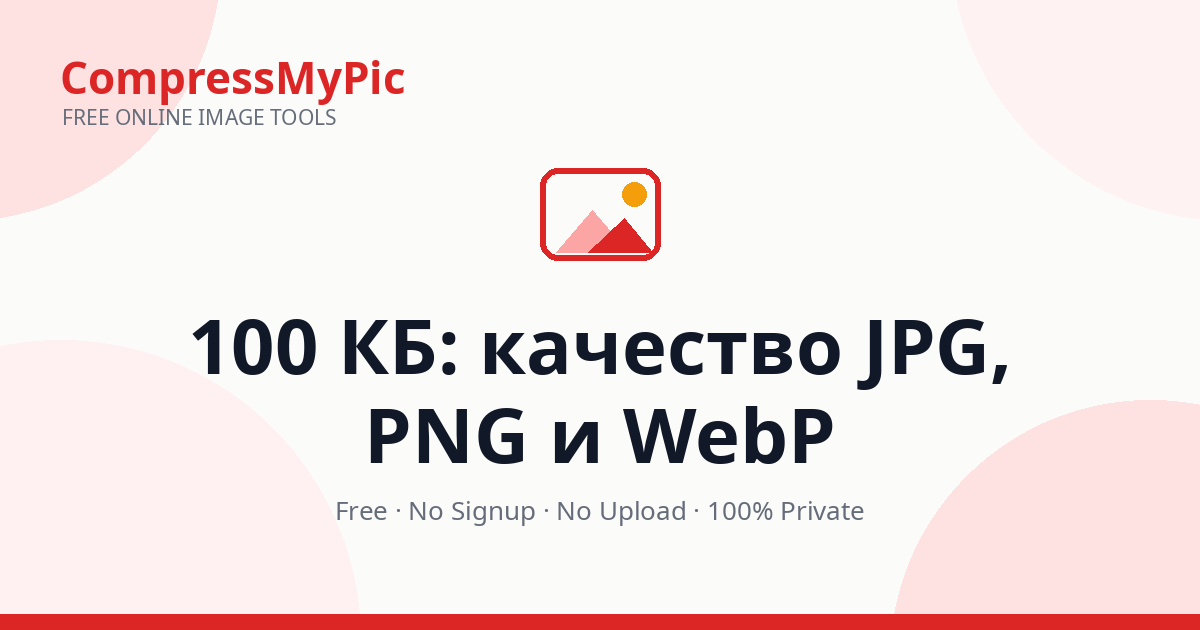 CompressMyPic
FREE ONLINE IMAGE TOOLS
100 КБ: качество JPG,
PNG и WebP
Free · No Signup · No Upload · 100% Private